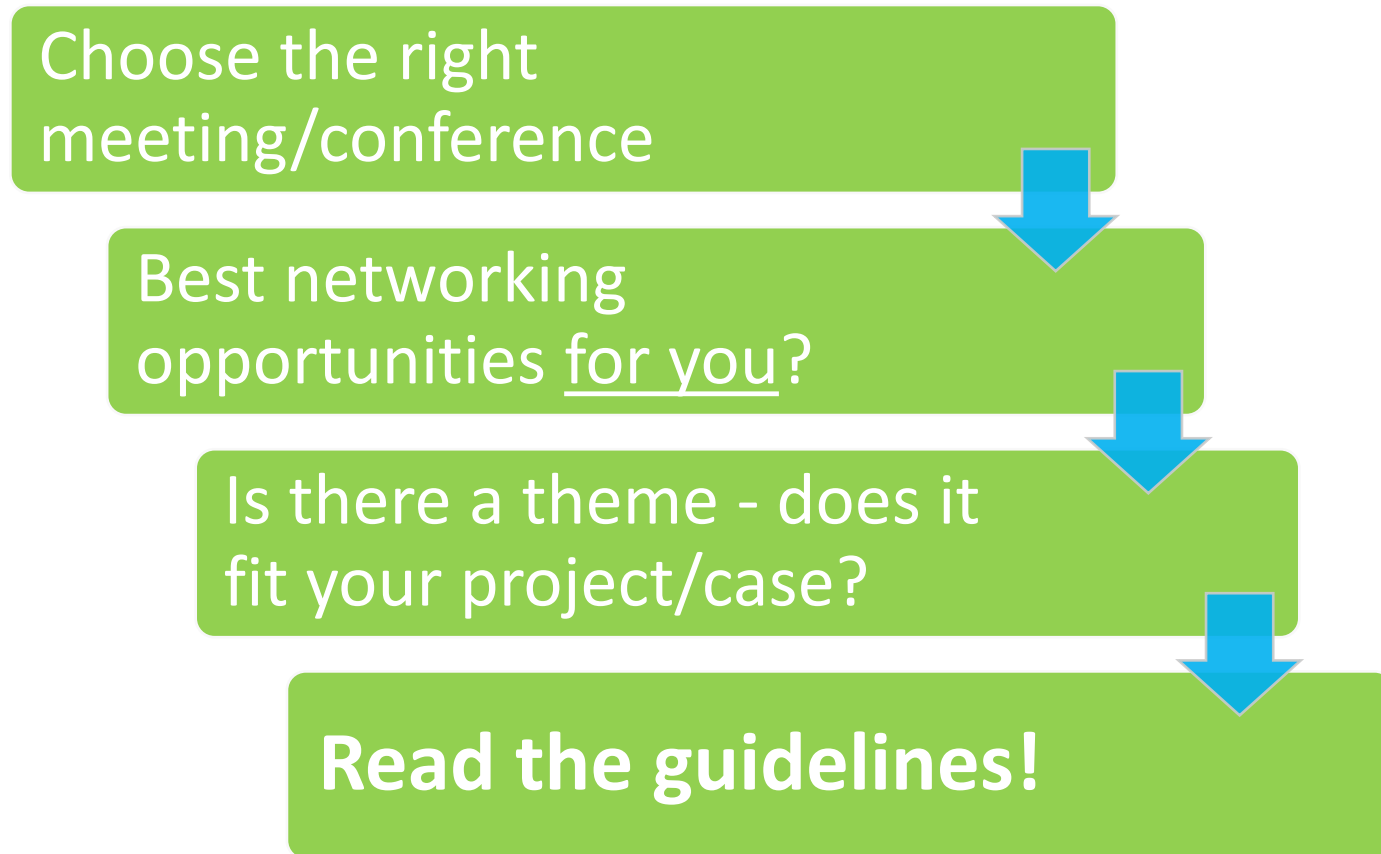 Choose the right
meeting/conference
Best networking
opportunities for you?
Is there a theme - does it
fit your project/case?
Read the guidelines!